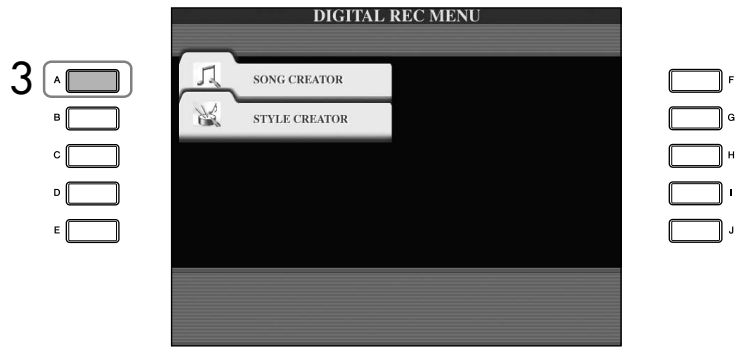 DIGITAL REC MENU
3
A
SONG CREATOR
F
B
STYLE CREATOR
G
C
H
D
I
E
J